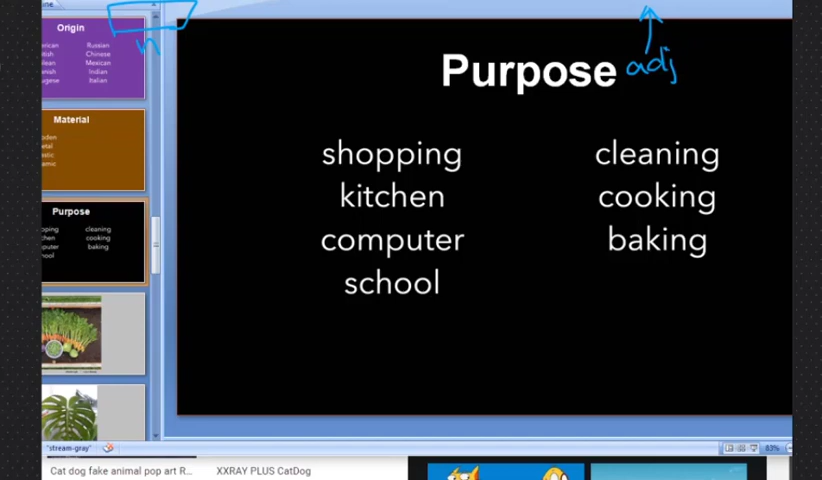 n
adj
Origin
Russian
Chinese
Mexican
Indian
Italian
Material
Purpose
cleaning
cooking
baking
Purpose
shopping cleaning
kitchen cooking
computer baking
school
"stream-gray"
83%
Cat dog fake animal pop art R... XXRAY PLUS CatDog